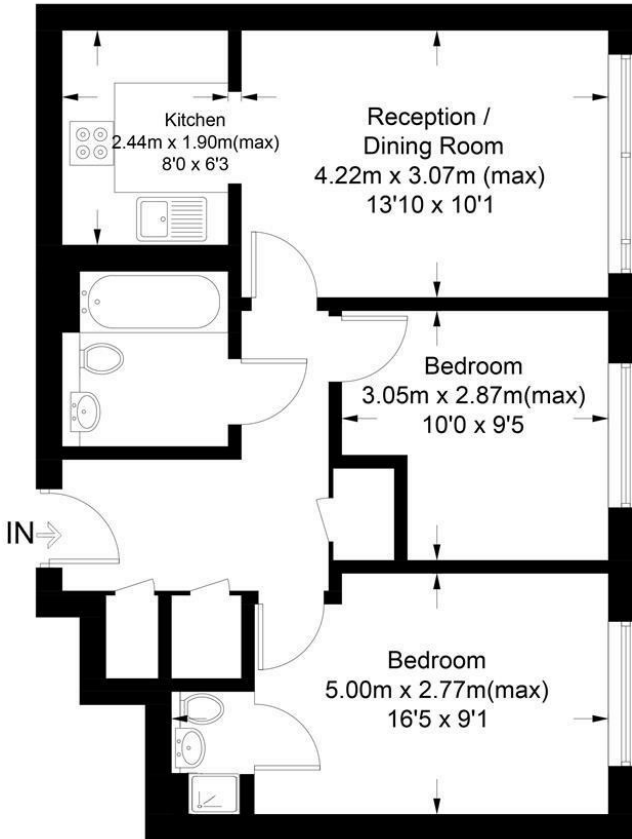 Kitchen
2.44m x 1.90m(max)
8'0 x 6'3
Reception /
Dining Room
4.22m x 3.07m (max)
13'10 x 10'1
Bedroom
3.05m x 2.87m(max)
10'0 x 9'5
IN
Bedroom
5.00m x 2.77m(max)
16'5 x 9'1